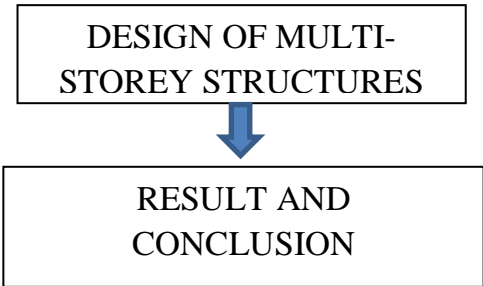 DESIGN OF MULTI-
STOREY STRUCTURES
RESULT AND
CONCLUSION